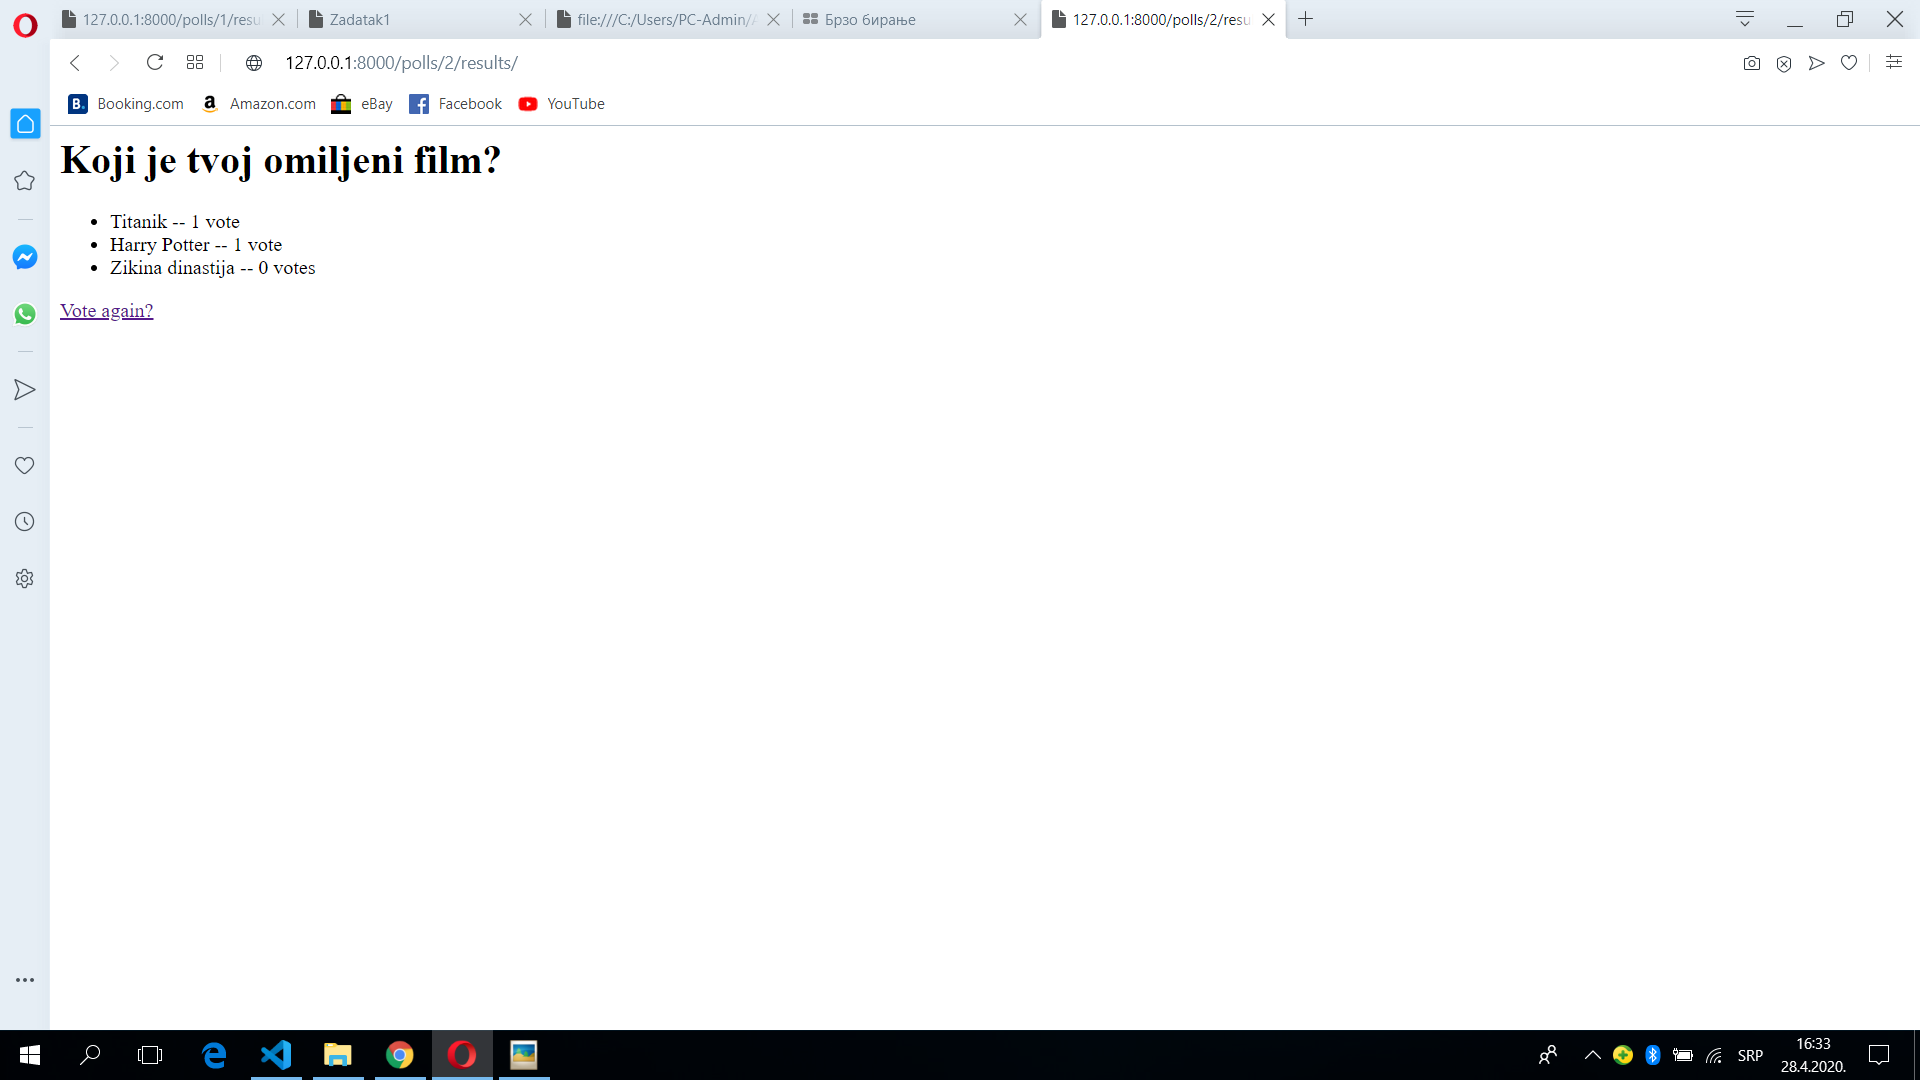 127.0.0.1:8000/polls/1/resu
Zadatak1
file:///C:/Users/PC-Admin/A
Брзо бирање
127.0.0.1:8000/polls/2/resu
127.0.0.1:8000/polls/2/results/
B. Booking.com
a Amazon.com
eBay
Facebook
YouTube
Koji je tvoj omiljeni film?
Titanik -- 1 vote
Harry Potter -- 1 vote
Zikina dinastija -- 0 votes
Vote again?
SRP
16:33
28.4.2020.